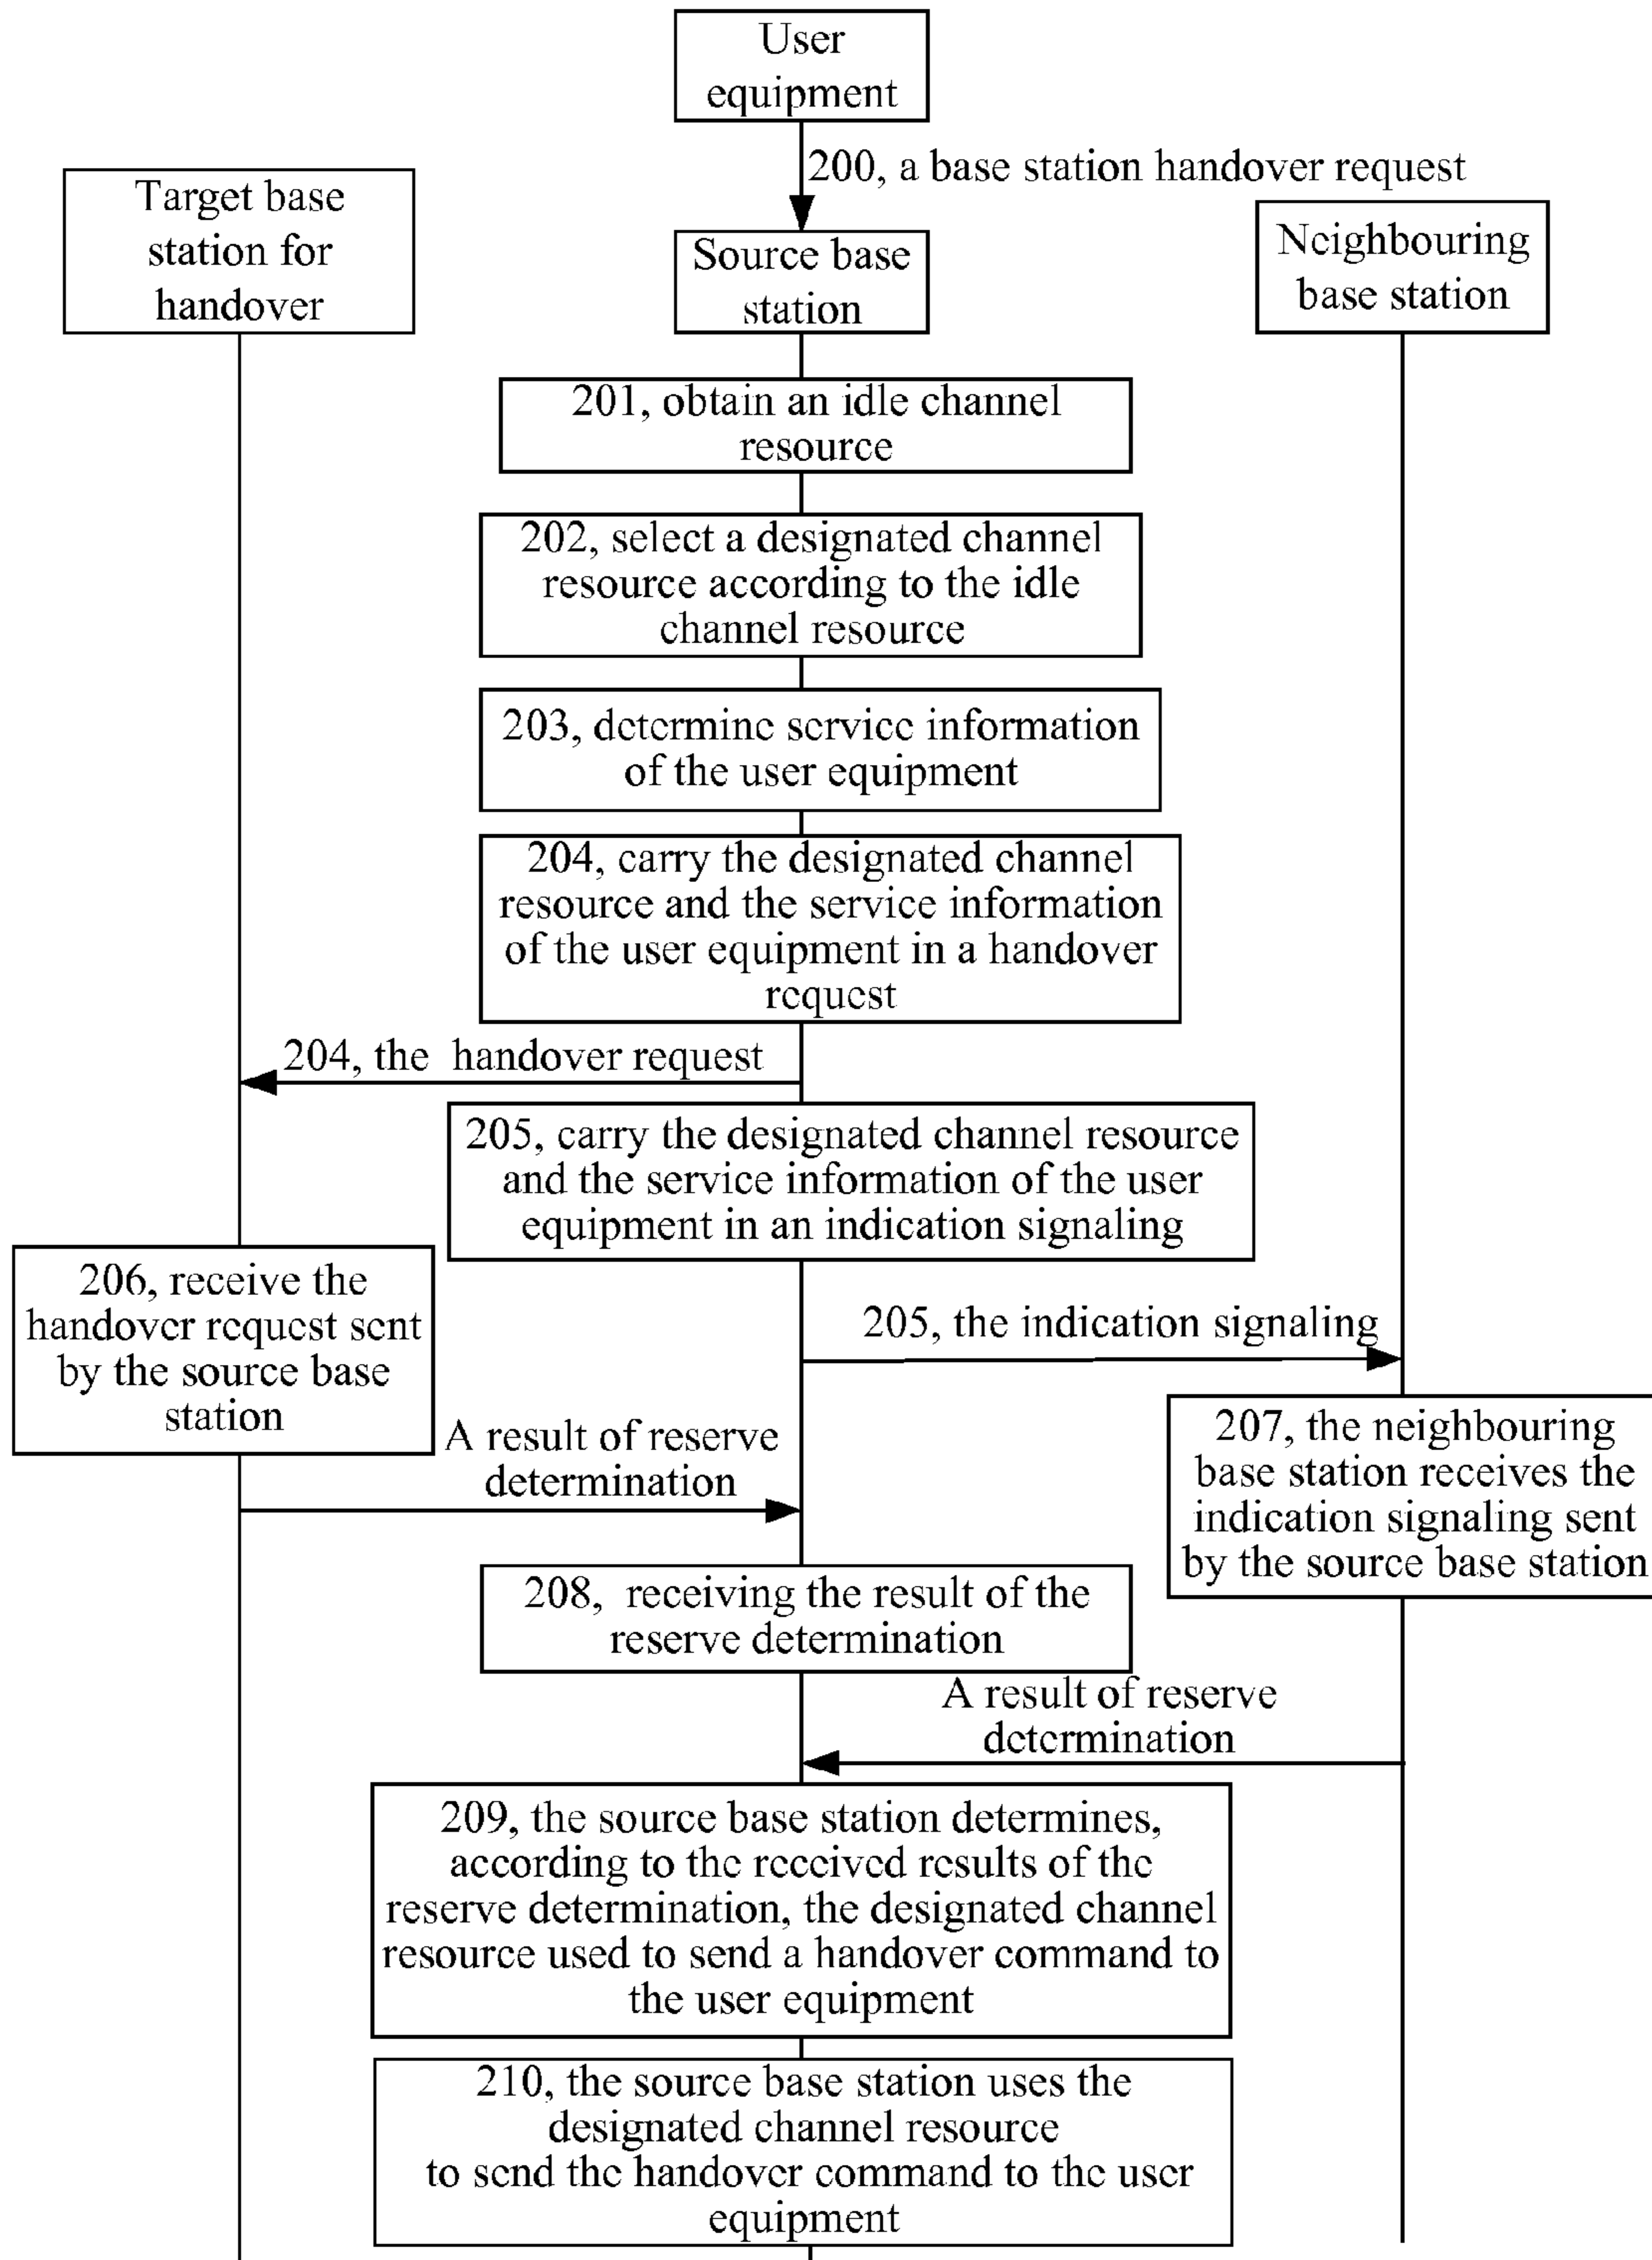 User
equipment
200, a base station handover request
Target base
station for
handover
Source base
station
Neighbouring
base station
201, obtain an idle channel
resource
202, select a designated channel
resource according to the idle
channel resource
203, determine service information
of the user equipment
204, carry the designated channel
resource and the service information
of the user equipment in a handover
request
204, the handover request
205, carry the designated channel resource
and the service information of the user
equipment in an indication signaling
206, receive the
handover request sent
by the source base
station
205, the indication signaling
207, the neighbouring
base station receives the
indication signaling sent
by the source base station
A result of reserve
determination
208, receiving the result of the
reserve determination
A result of reserve
determination
209, the source base station determines,
according to the received results of the
reserve determination, the designated channel
resource used to send a handover command to
the user equipment
210, the source base station uses the
designated channel resource
to send the handover command to the user
equipment